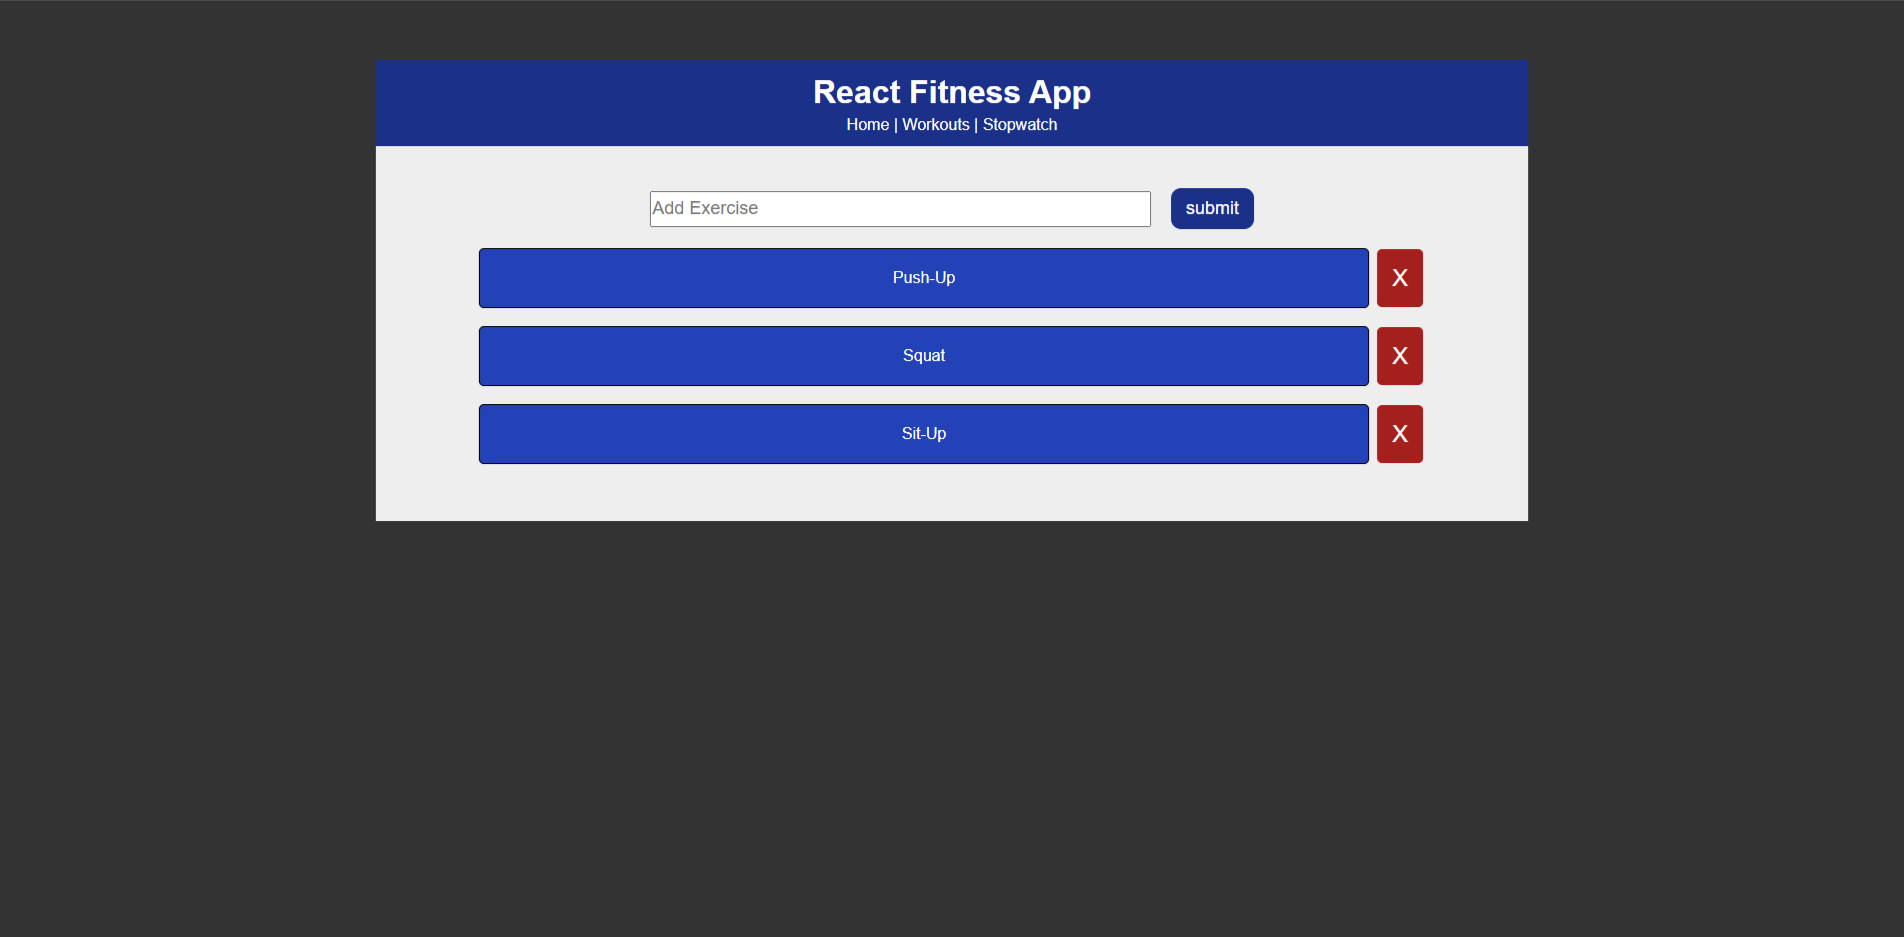 React Fitness App
Home | Workouts | Stopwatch
Add Exercise submit
Push-Up X
Squat X
Sit-Up X